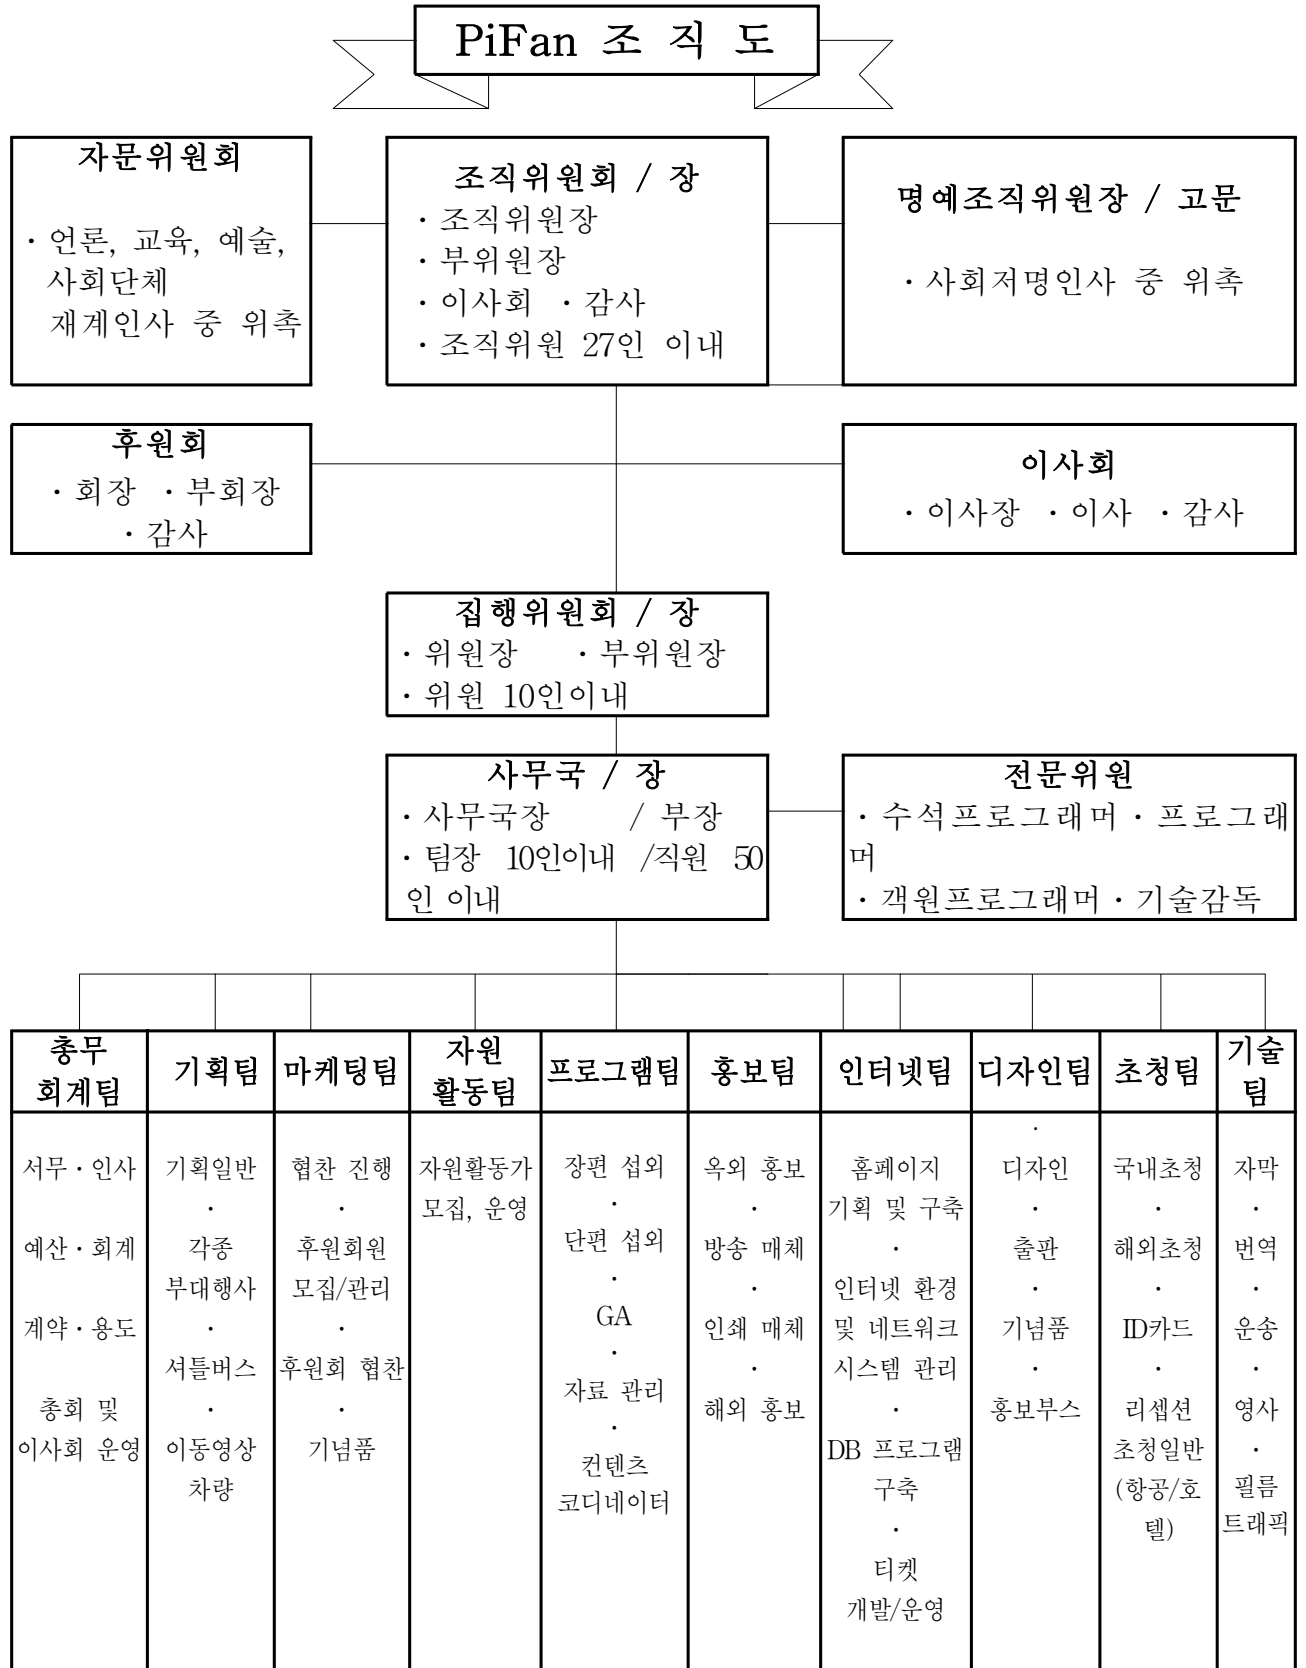 PiFan 조 직 도
자문위원회
· 언론, 교육, 예술,
사회단체
재계인사 중 위촉
조직위원회 / 장
· 조직위원장
· 부위원장
· 이사회 · 감사
· 조직위원 27인 이내
명예조직위원장 / 고문
· 사회저명인사 중 위촉
후원회
· 회장 · 부회장
· 감사
이사회
· 이사장 · 이사 · 감사
집행위원회 / 장
· 위원장 · 부위원장
· 위원 10인이내
사무국 / 장
· 사무국장 / 부장
· 팀장 10인이내 /직원 50
인 이내
전문위원
· 수석프로그래머 · 프로그래
머
· 객원프로그래머 · 기술감독
총무
회계팀
서무 · 인사
예산 · 회계
계약 · 용도
총회 및
이사회 운영
기획팀
기획일반
·
각종
부대행사
·
셔틀버스
·
이동영상
차량
마케팅팀
협찬 진행
·
후원회원
모집/관리
·
후원회 협찬
·
기념품
자원
활동팀
자원활동가
모집, 운영
프로그램팀
장편 섭외
·
단편 섭외
·
GA
·
자료 관리
·
컨텐츠
코디네이터
홍보팀
옥외 홍보
·
방송 매체
·
인쇄 매체
·
해외 홍보
인터넷팀
홈페이지
기획 및 구축
·
인터넷 환경
및 네트워크
시스템 관리
·
DB 프로그램
구축
·
티켓
개발/운영
디자인팀
·
디자인
·
출판
·
기념품
·
홍보부스
초청팀
국내초청
·
해외초청
·
ID카드
·
리셉션
초청일반
(항공/호
텔)
기술
팀
자막
·
번역
·
운송
·
영사
·
필름
트래픽